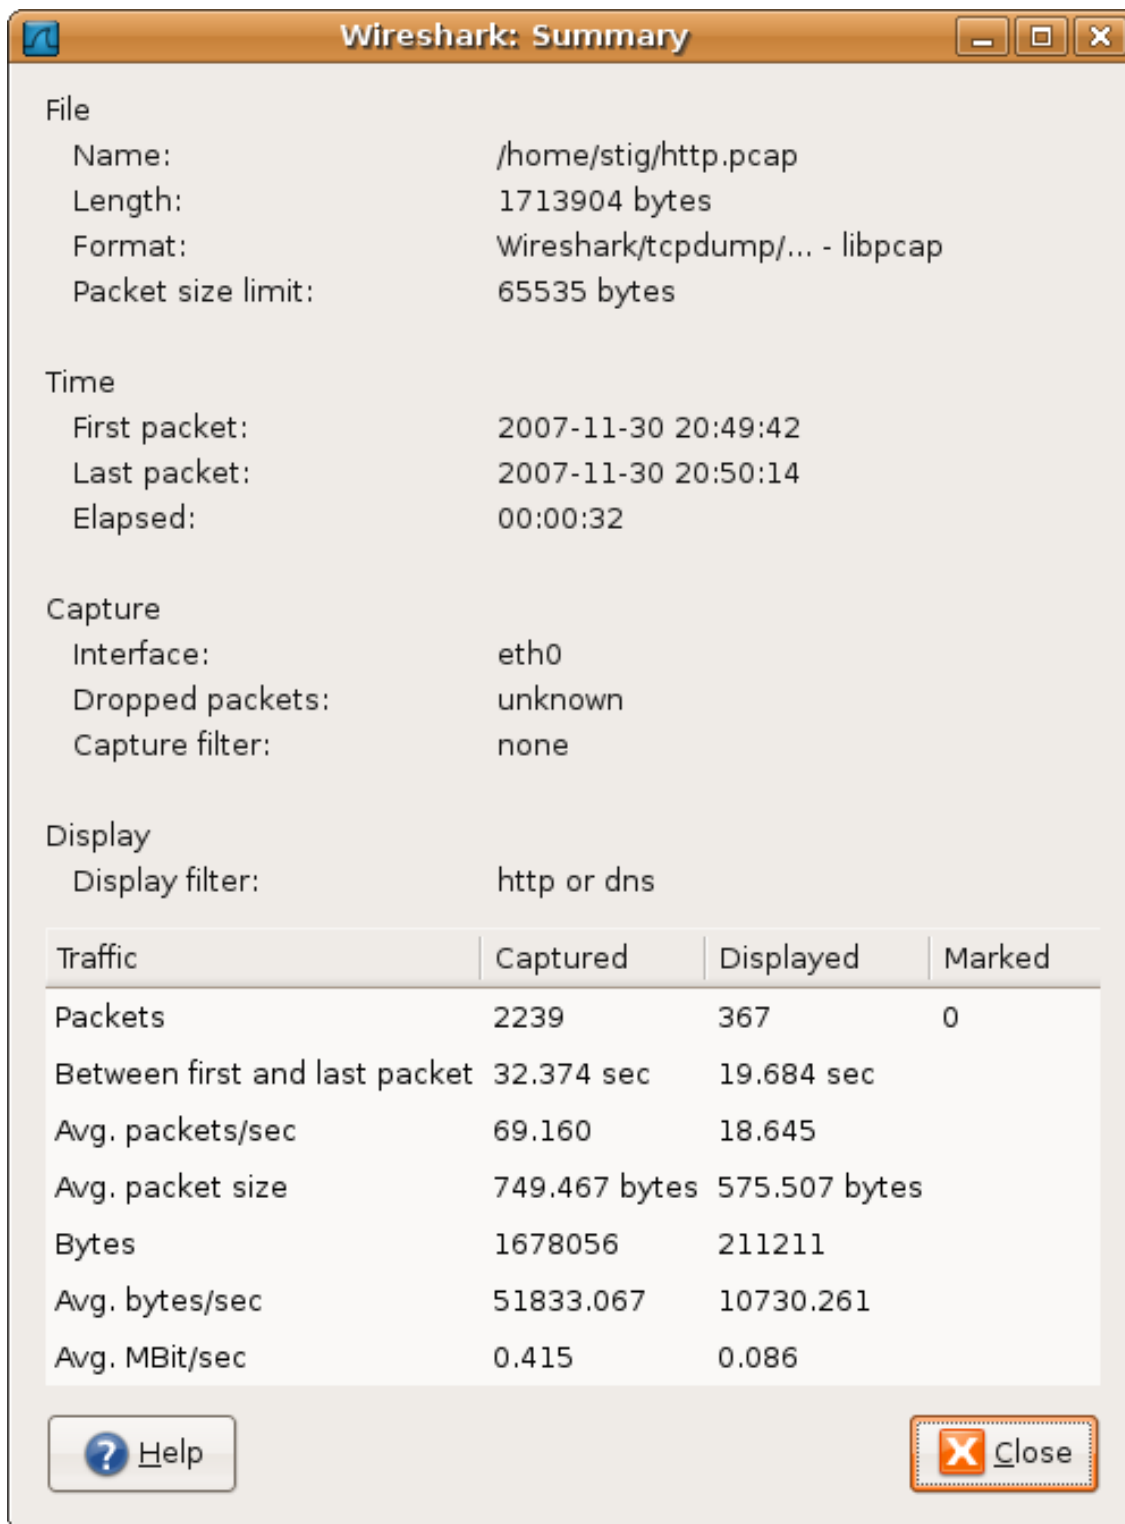 Wireshark: Summary
File
Name: /home/stig/http.pcap
Length: 1713904 bytes
Format: Wireshark/tcpdump/... - libpcap
Packet size limit: 65535 bytes
Time
First packet: 2007-11-30 20:49:42
Last packet: 2007-11-30 20:50:14
Elapsed: 00:00:32
Capture
Interface: eth0
Dropped packets: unknown
Capture filter: none
Display
Display filter: http or dns
Traffic Captured Displayed Marked
Packets 2239 367 0
Between first and last packet 32.374 sec 19.684 sec
Avg. packets/sec 69.160 18.645
Avg. packet size 749.467 bytes 575.507 bytes
Bytes 1678056 211211
Avg. bytes/sec 51833.067 10730.261
Avg. MBit/sec 0.415 0.086
Help Close